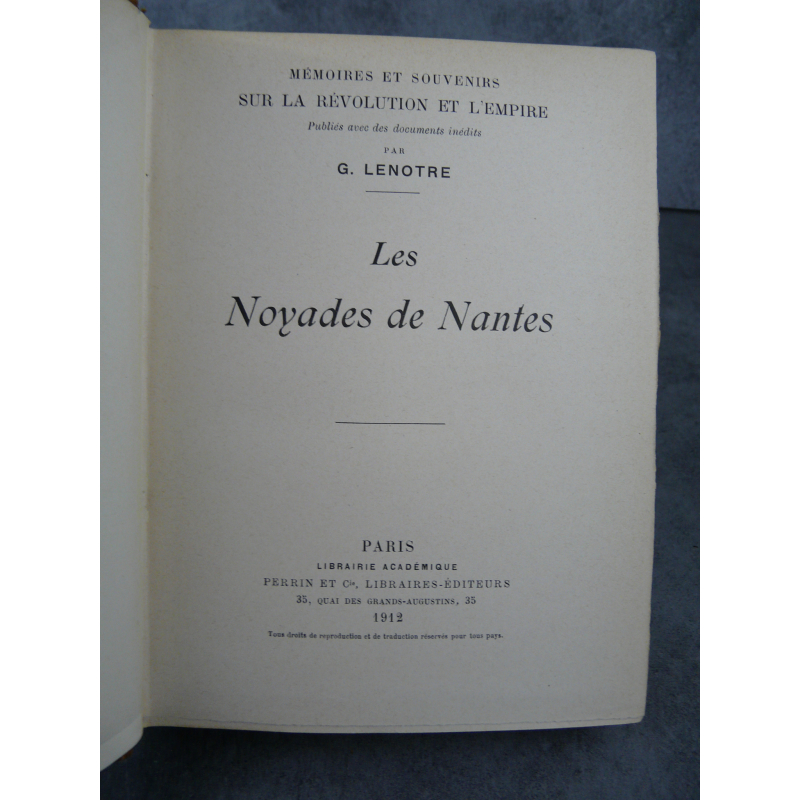 MÉMOIRES ET SOUVENIRS
SUR LA RÉVOLUTION ET L'EMPIRE
Publiés avec des documents inédits
PAR
G. LENOTRE
Les
Noyades de Nantes
PARIS
LIBRAIRIE ACADÉMIQUE
PERRIN ET Cie, LIBRAIRES-ÉDITEURS
35, QUAI DES GRANDS-AUGUSTINS, 35
1912
Tous droits de reproduction et de traduction réservés pour tous pays.